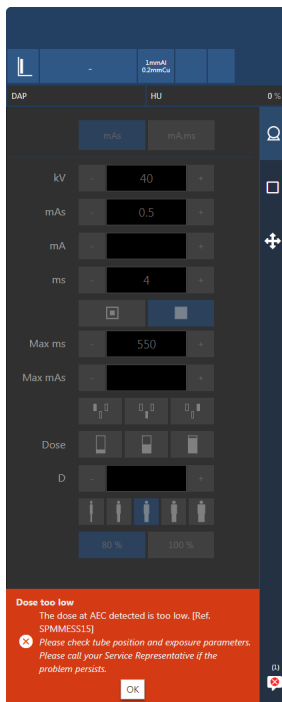 -
1mmAl
0.2mmCu
DAP HU 0 %
mAs mA,ms
kV - 40 +
mAs - 0.5 +
mA - +
ms - 4 +
Max ms - 550 +
Max mAs - +
Dose
D - +
80 % 100 %
Dose too low
The dose at AEC detected is too low. [Ref.
SPMMESS15]
Please check tube position and exposure parameters.
Please call your Service Representative if the
problem persists.
(1)
OK